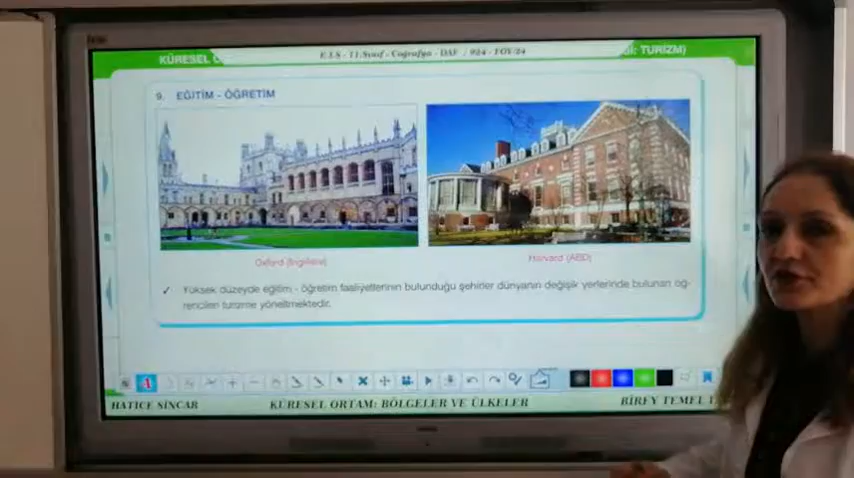 KÜRESEL
E.I.S - 11.Sınıf - Coğrafya - DAF / 924 - FÖY/24
TURİZM)
9. EĞİTİM - ÖĞRETİM
Oxford (İngiltere)
Harvard (ABD)
✓ Yüksek düzeyde eğitim - öğretim faaliyetlerinin bulunduğu şehirler dünyanın değişik yerlerinde bulunan öğ-
rencileri turizme yöneltmektedir.
A
HATİCE SİNCAR
KÜRESEL ORTAM: BÖLGELER VE ÜLKELER
BİREY TEMEL